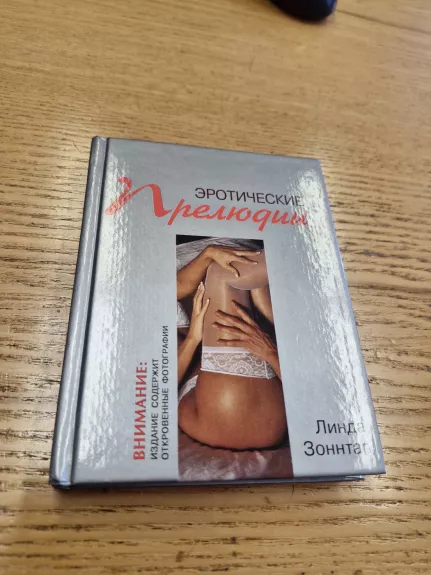 ЭРОТИЧЕСКИЕ
Прелюдии
ВНИМАНИЕ:
ИЗДАНИЕ СОДЕРЖИТ
ОТКРОВЕННЫЕ ФОТОГРАФИИ
Линда
Зоннтаг